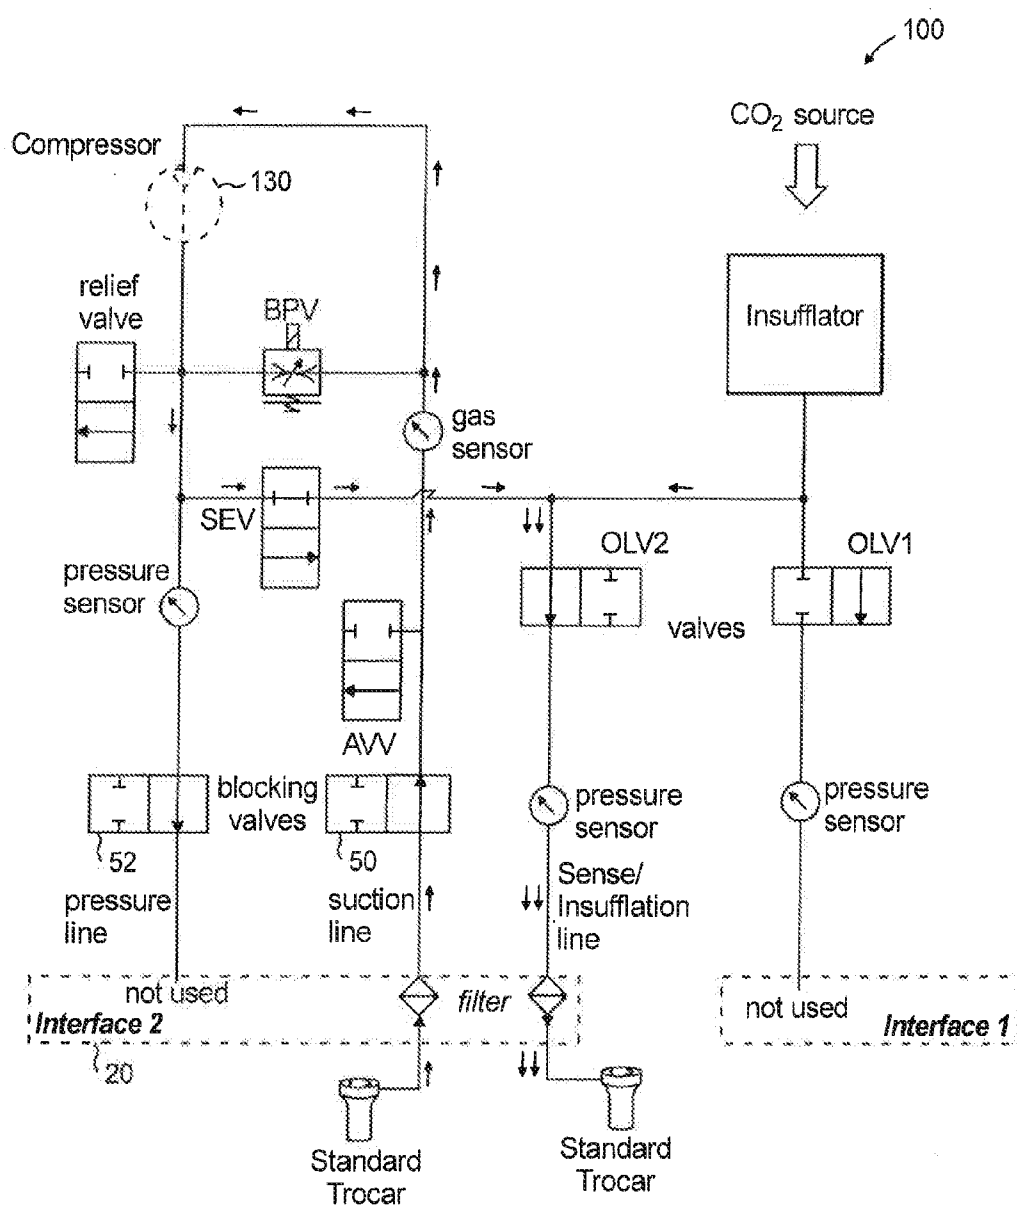 100
CO2 source
Compressor
130
relief
valve
BPV
Insufflator
gas
sensor
SEV
OLV2
OLV1
pressure
sensor
valves
AVV
blocking
valves
52
50
pressure
sensor
pressure
sensor
pressure
line
suction
line
Sense/
Insufflation
line
not used
filter
Interface 2
not used
Interface 1
20
Standard
Trocar
Standard
Trocar